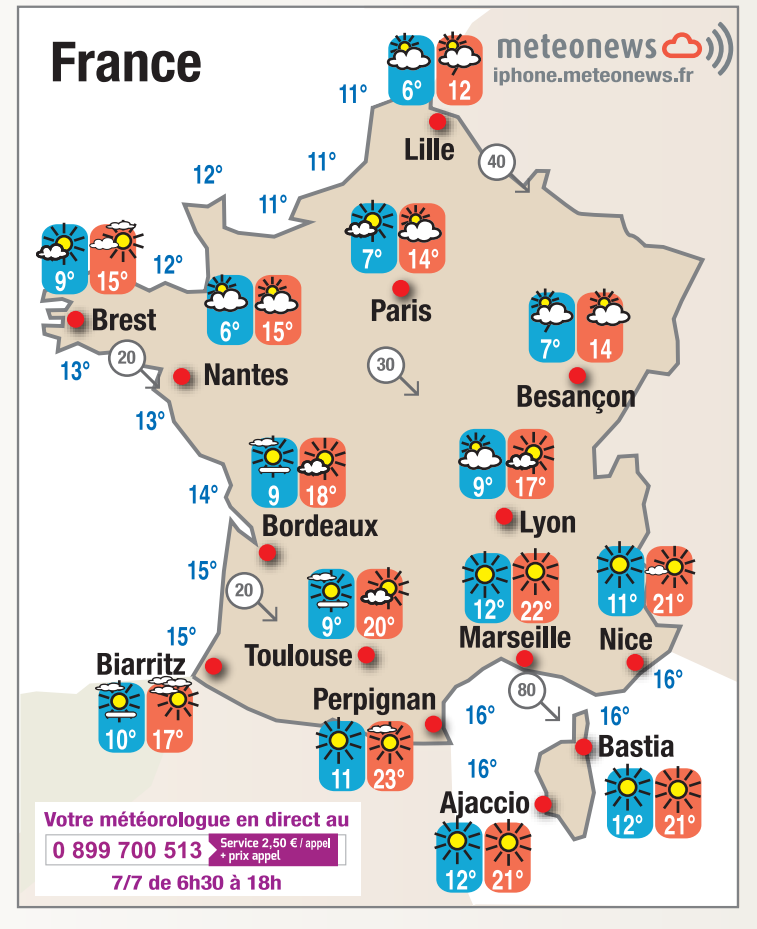 France
meteonews
iphone.meteonews.fr
6° 12
Lille
11°
40
11°
12°
11°
7° 14°
Paris
9° 15°
Brest
12°
6° 15°
Nantes
20
13°
30
7° 14
Besançon
13°
9 18°
Bordeaux
14°
9° 17°
Lyon
15°
20
9° 20°
Toulouse
12° 22°
Marseille
11° 21°
Nice
15°
Biarritz
10° 17°
Perpignan
11 23°
16°
80
16°
16°
Bastia
12° 21°
16°
Ajaccio
12° 21°
Votre météorologue en direct au
0 899 700 513
Service 2,50 € / appel
+ prix appel
7/7 de 6h30 à 18h